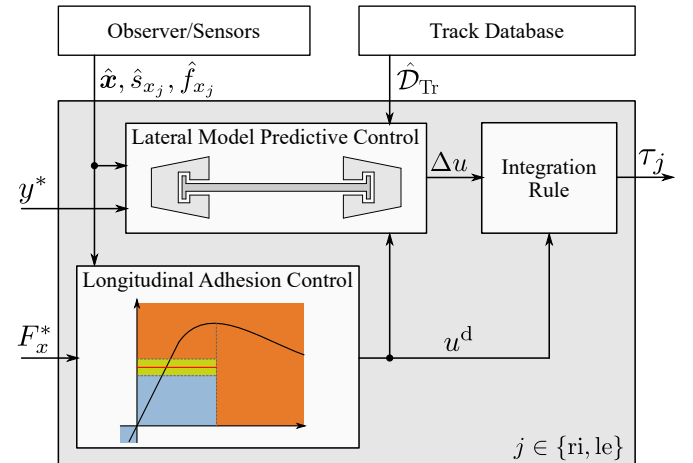 Observer/Sensors
Track Database
x̂, ŝ_{x_j}, f̂_{x_j}
𝒟̂_Tr
Lateral Model Predictive Control
y*
Δu
Integration
Rule
τ_j
Longitudinal Adhesion Control
F_x*
u^d
j ∈ {ri, le}